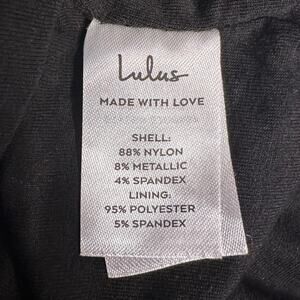 Lulus
MADE WITH LOVE
SHELL:
88% NYLON
8% METALLIC
4% SPANDEX
LINING:
95% POLYESTER
5% SPANDEX